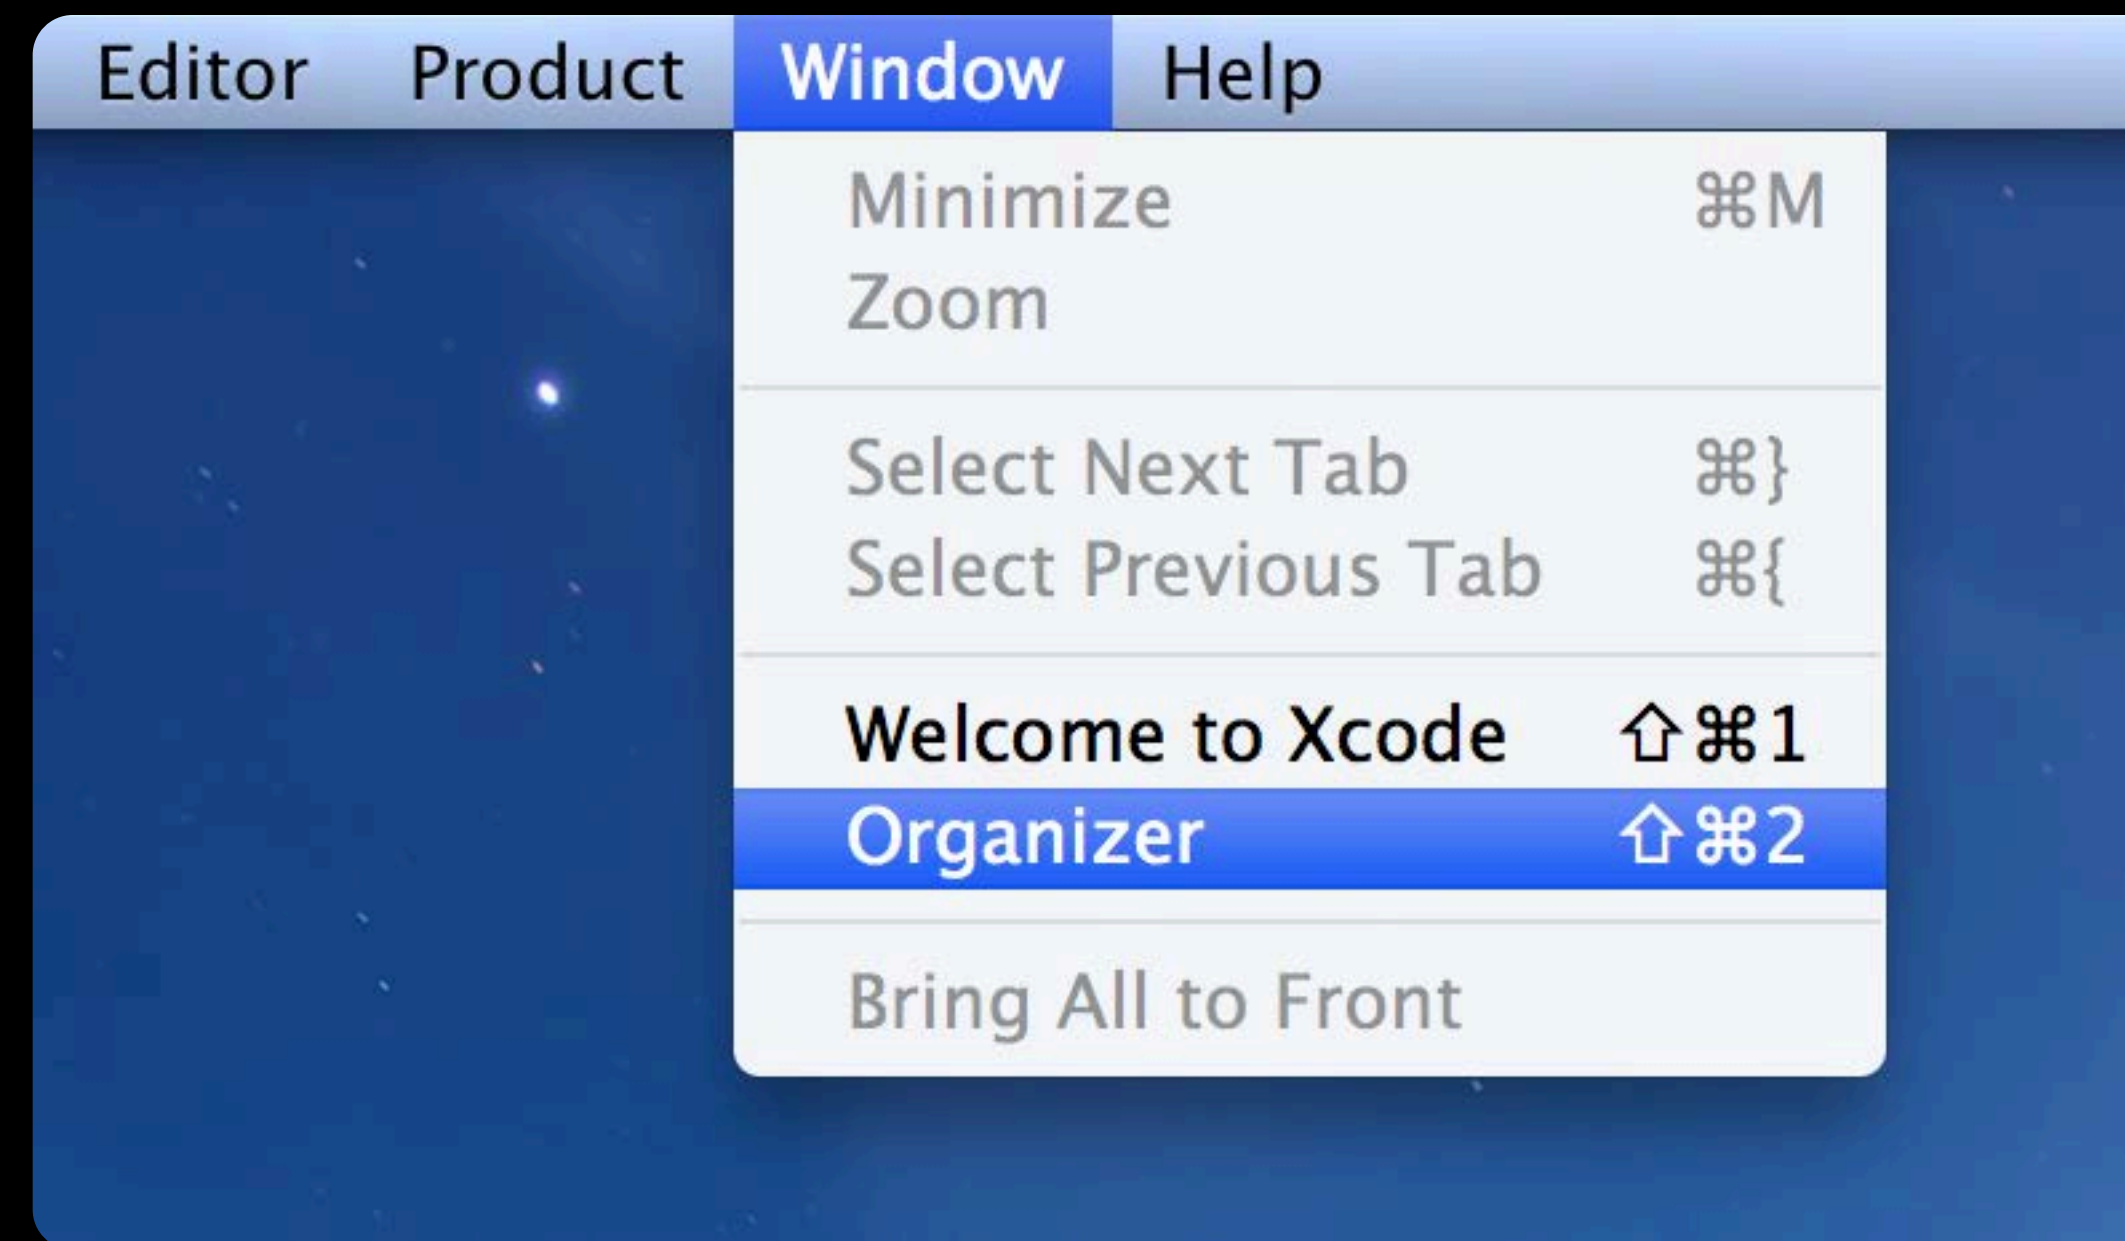 Editor Product Window Help
Minimize ⌘M
Zoom
Select Next Tab ⌘}
Select Previous Tab ⌘{
Welcome to Xcode ⇧⌘1
Organizer ⇧⌘2
Bring All to Front